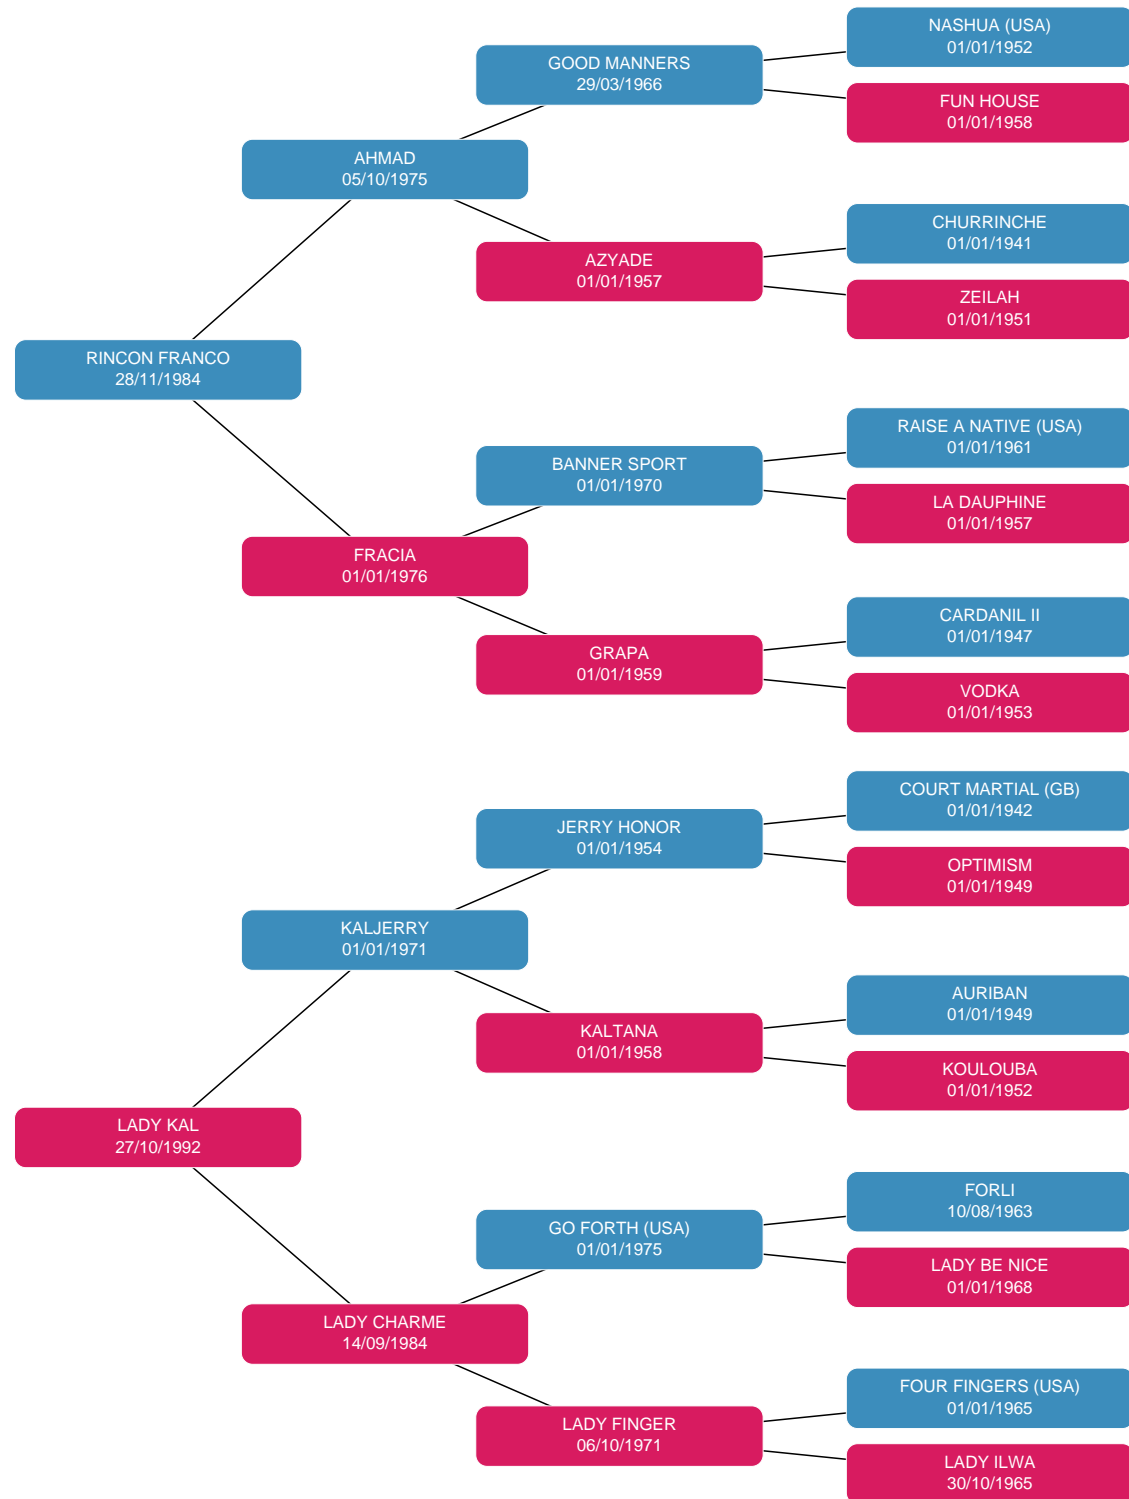 NASHUA (USA)
01/01/1952
GOOD MANNERS
29/03/1966
FUN HOUSE
01/01/1958
AHMAD
05/10/1975
CHURRINCHE
01/01/1941
AZYADE
01/01/1957
ZEILAH
01/01/1951
RINCON FRANCO
28/11/1984
RAISE A NATIVE (USA)
01/01/1961
BANNER SPORT
01/01/1970
LA DAUPHINE
01/01/1957
FRACIA
01/01/1976
CARDANIL II
01/01/1947
GRAPA
01/01/1959
VODKA
01/01/1953
COURT MARTIAL (GB)
01/01/1942
JERRY HONOR
01/01/1954
OPTIMISM
01/01/1949
KALJERRY
01/01/1971
AURIBAN
01/01/1949
KALTANA
01/01/1958
KOULOUBA
01/01/1952
LADY KAL
27/10/1992
FORLI
10/08/1963
GO FORTH (USA)
01/01/1975
LADY BE NICE
01/01/1968
LADY CHARME
14/09/1984
FOUR FINGERS (USA)
01/01/1965
LADY FINGER
06/10/1971
LADY ILWA
30/10/1965